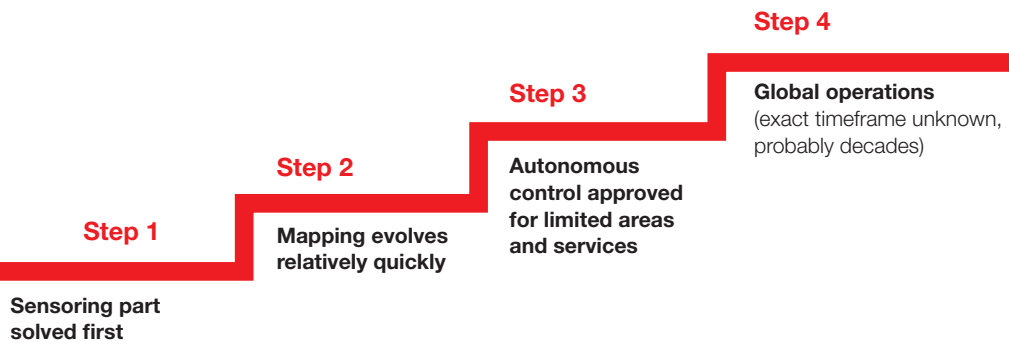 Step 1
Sensoring part
solved first
Step 2
Mapping evolves
relatively quickly
Step 3
Autonomous
control approved
for limited areas
and services
Step 4
Global operations
(exact timeframe unknown,
probably decades)